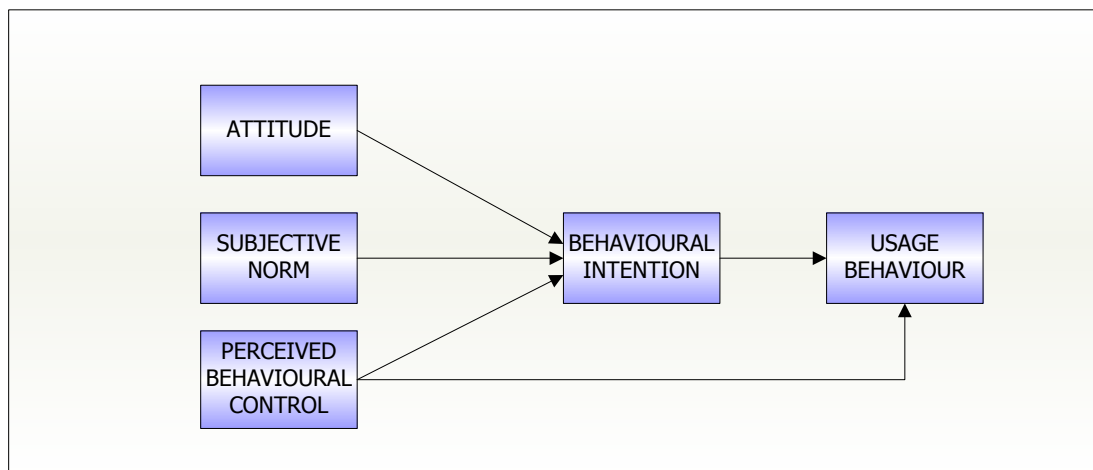 ATTITUDE
SUBJECTIVE
NORM
PERCEIVED
BEHAVIOURAL
CONTROL
BEHAVIOURAL
INTENTION
USAGE
BEHAVIOUR